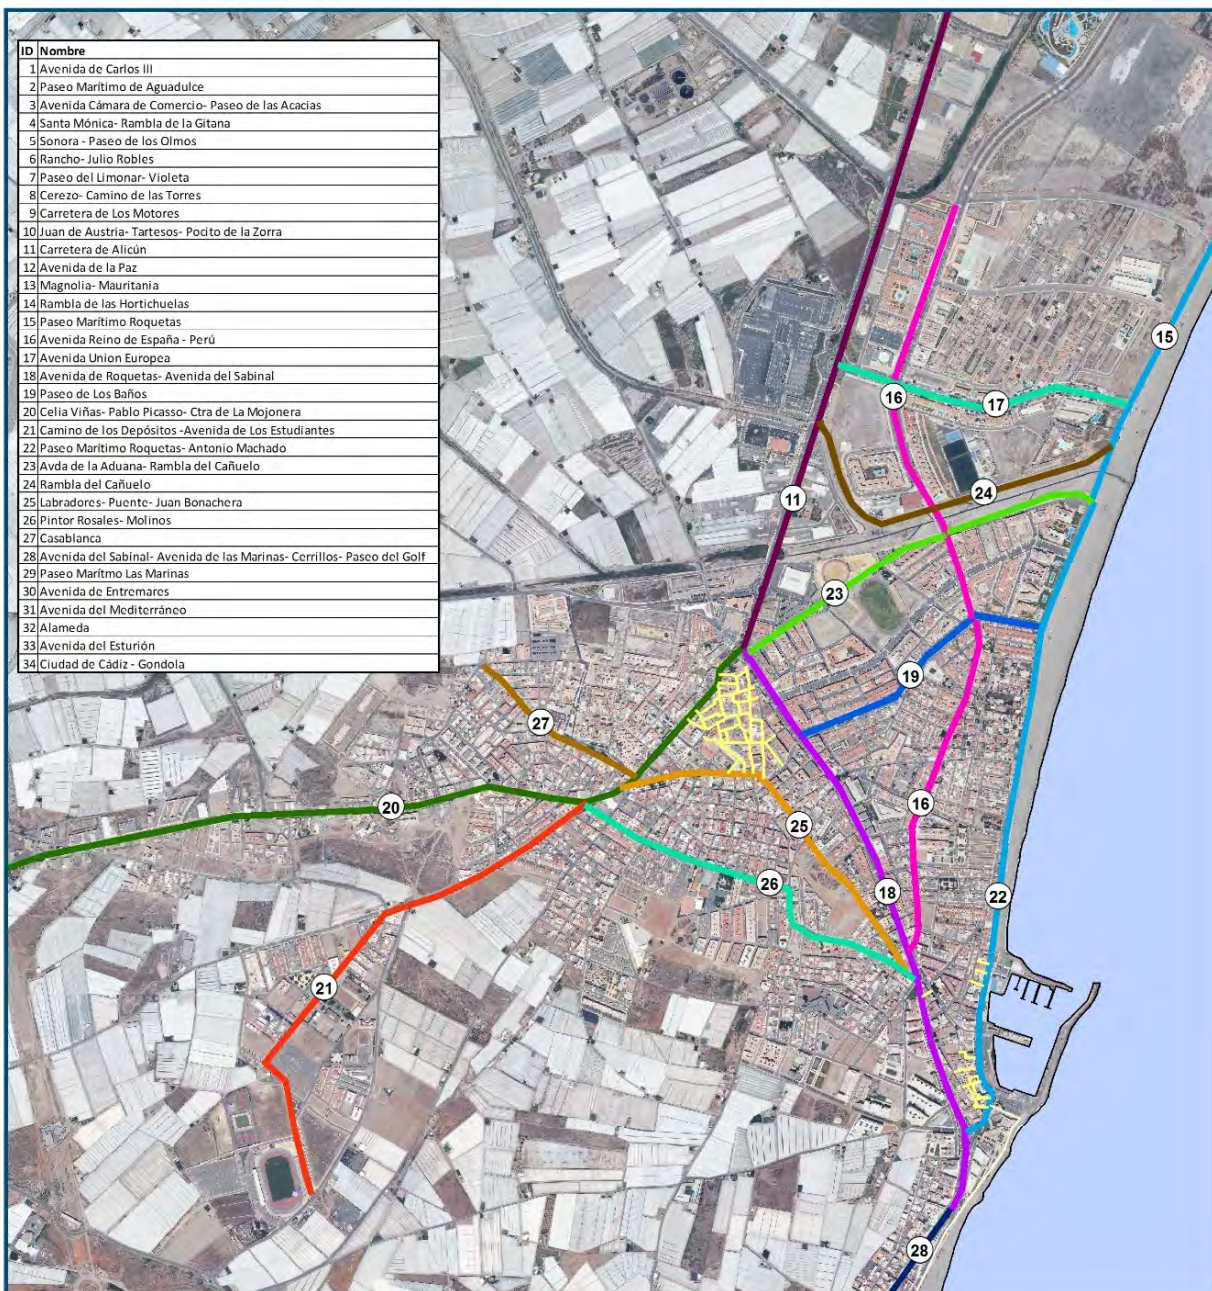 ID Nombre
1 Avenida de Carlos III
2 Paseo Marítimo de Aguadulce
3 Avenida Cámara de Comercio- Paseo de las Acacias
4 Santa Mónica- Rambla de la Gitana
5 Sonora - Paseo de los Olmos
6 Rancho- Julio Robles
7 Paseo del Limonar- Violeta
8 Cerezo- Camino de las Torres
9 Carretera de Los Motores
10 Juan de Austria- Tartesos- Pocito de la Zorra
11 Carretera de Alicún
12 Avenida de la Paz
13 Magnolia- Mauritania
14 Rambla de las Hortichuelas
15 Paseo Marítimo Roquetas
16 Avenida Reino de España - Perú
17 Avenida Union Europea
18 Avenida de Roquetas- Avenida del Sabinal
19 Paseo de Los Baños
20 Celia Viñas- Pablo Picasso- Ctra de La Mojonera
21 Camino de los Depósitos -Avenida de Los Estudiantes
22 Paseo Marítimo Roquetas- Antonio Machado
23 Avda de la Aduana- Rambla del Cañuelo
24 Rambla del Cañuelo
25 Labradores- Puente- Juan Bonachera
26 Pintor Rosales- Molinos
27 Casablanca
28 Avenida del Sabinal- Avenida de las Marinas- Cerrillos- Paseo del Golf
29 Paseo Marítmo Las Marinas
30 Avenida de Entremares
31 Avenida del Mediterráneo
32 Alameda
33 Avenida del Esturión
34 Ciudad de Cádiz - Gondola
15
16
17
24
11
23
19
27
16
20
25
26
18
22
21
28